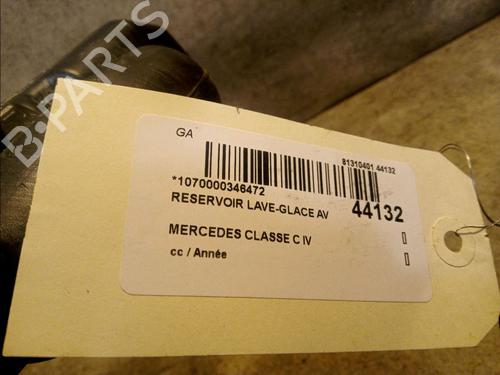 B-PARTS
GA
81310401 44132
*1070000346472
RESERVOIR LAVE-GLACE AV 44132
MERCEDES CLASSE C IV
cc / Année